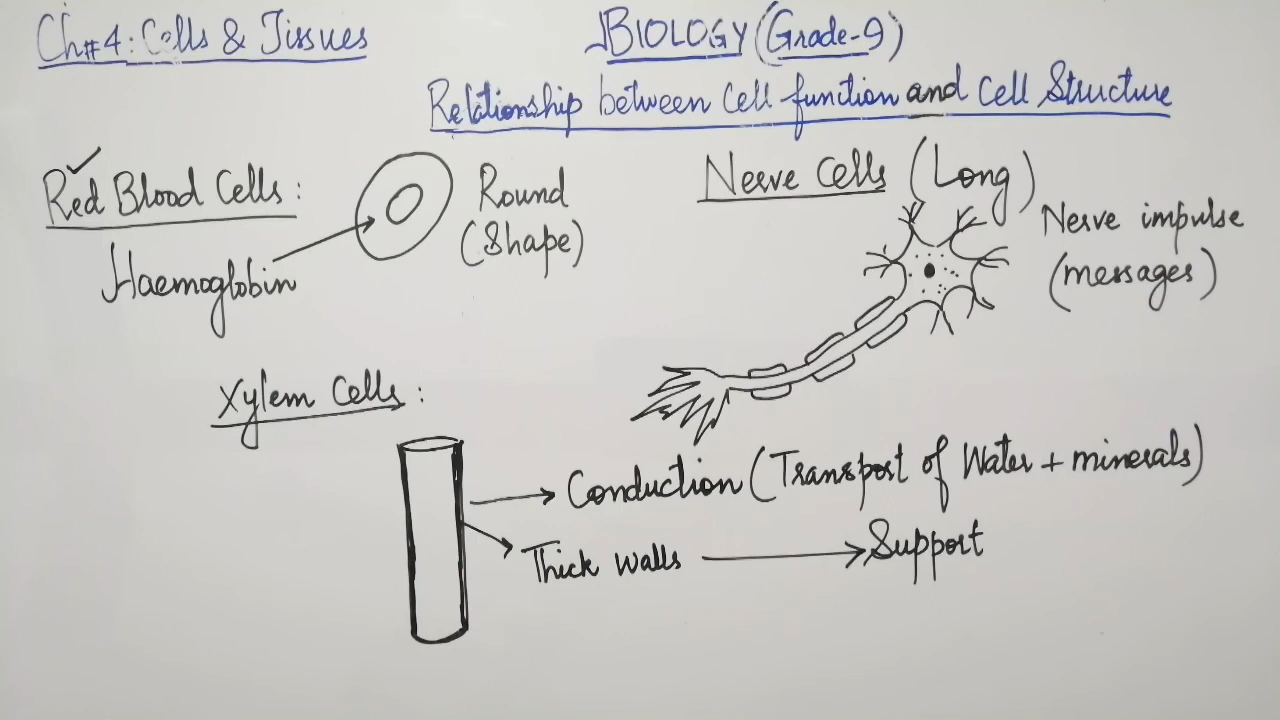 Ch#4: Cells & Tissues
BIOLOGY (Grade-9)
Relationship between Cell function and Cell Structure
Red Blood Cells:
Round
(Shape)
Haemoglobin
Nerve Cells (Long)
Nerve impulse
(messages)
Xylem Cells:
Conduction (Transport of Water + minerals)
Thick walls
Support